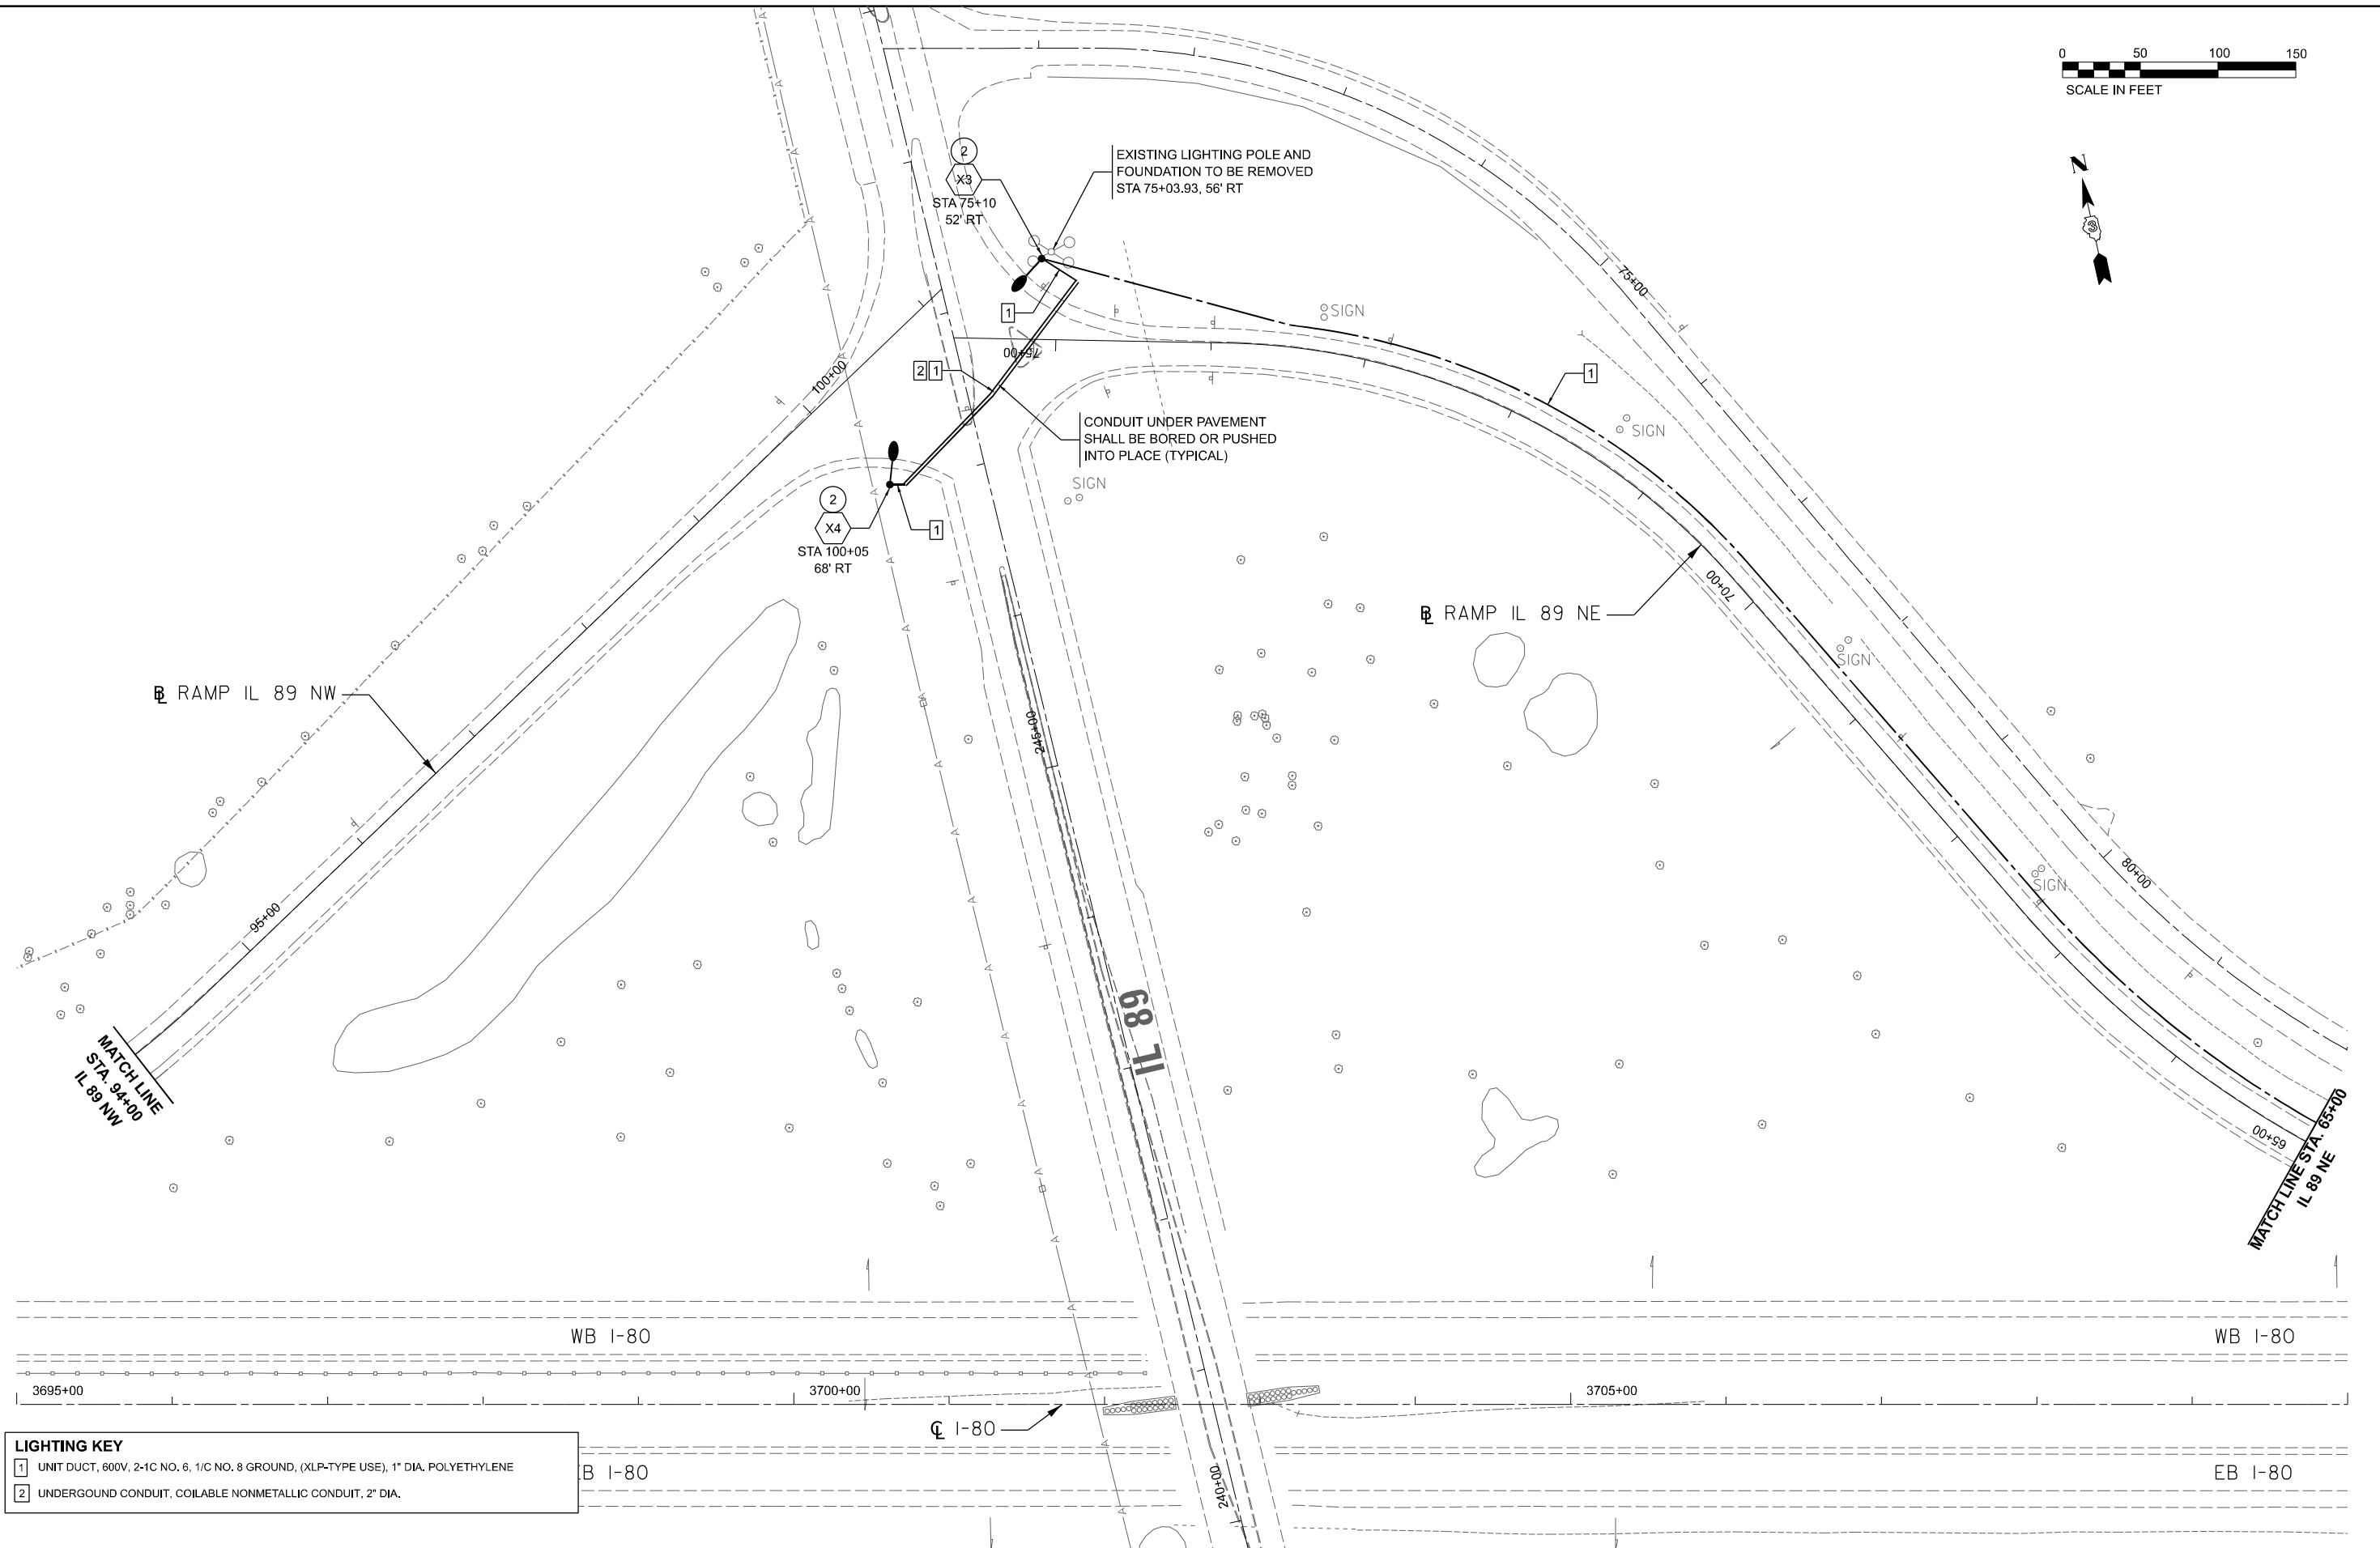 0 50 100 150
SCALE IN FEET
N
2
X3
STA 75+10
52' RT
EXISTING LIGHTING POLE AND
FOUNDATION TO BE REMOVED
STA 75+03.93, 56' RT
75+00
SIGN
1
75+00
100+00
2 1
1
CONDUIT UNDER PAVEMENT
SHALL BE BORED OR PUSHED
INTO PLACE (TYPICAL)
SIGN
SIGN
2
X4
STA 100+05
68' RT
1
70+00
BL RAMP IL 89 NE
SIGN
BL RAMP IL 89 NW
245+00
SIGN
80+00
95+00
IL 89
MATCH LINE
STA. 94+00
IL 89 NW
65+00
MATCH LINE STA. 65+00
IL 89 NE
WB I-80
WB I-80
3695+00
3700+00
3705+00
CL I-80
240+00
LIGHTING KEY
1 UNIT DUCT, 600V, 2-1C NO. 6, 1/C NO. 8 GROUND, (XLP-TYPE USE), 1" DIA. POLYETHYLENE
2 UNDERGOUND CONDUIT, COILABLE NONMETALLIC CONDUIT, 2" DIA.
EB I-80
EB I-80